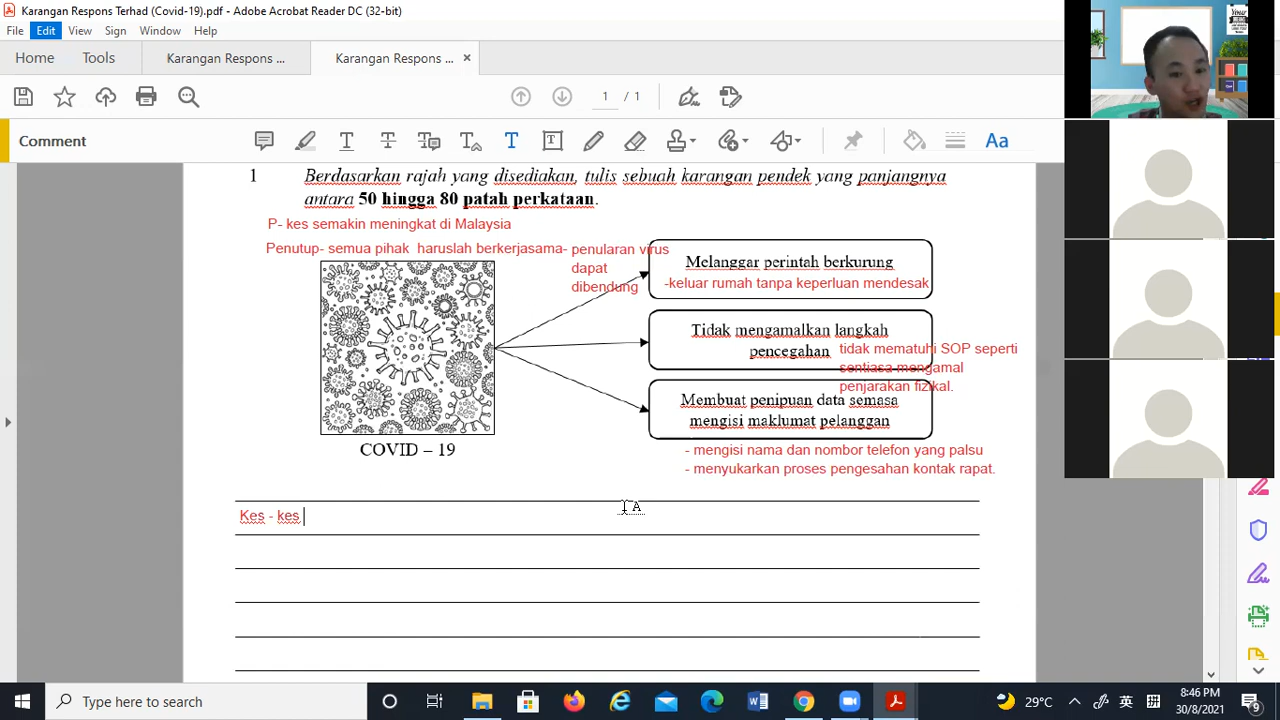 Karangan Respons Terhad (Covid-19).pdf - Adobe Acrobat Reader DC (32-bit)
File Edit View Sign Window Help
Home Tools Karangan Respons ... Karangan Respons ... ×
1 / 1
Comment
1 Berdasarkan rajah yang disediakan, tulis sebuah karangan pendek yang panjangnya
antara 50 hingga 80 patah perkataan.
P- kes semakin meningkat di Malaysia
Penutup- semua pihak haruslah berkerjasama- penularan virus
dapat
dibendung
Melanggar perintah berkurung
-keluar rumah tanpa keperluan mendesak
Tidak mengamalkan langkah
pencegahan
tidak mematuhi SOP seperti
sentiasa mengamal
penjarakan fizikal.
Membuat penipuan data semasa
mengisi maklumat pelanggan
- mengisi nama dan nombor telefon yang palsu
- menyukarkan proses pengesahan kontak rapat.
COVID – 19
Kes - kes
Type here to search
29°C
英
拼
8:46 PM
30/8/2021
9